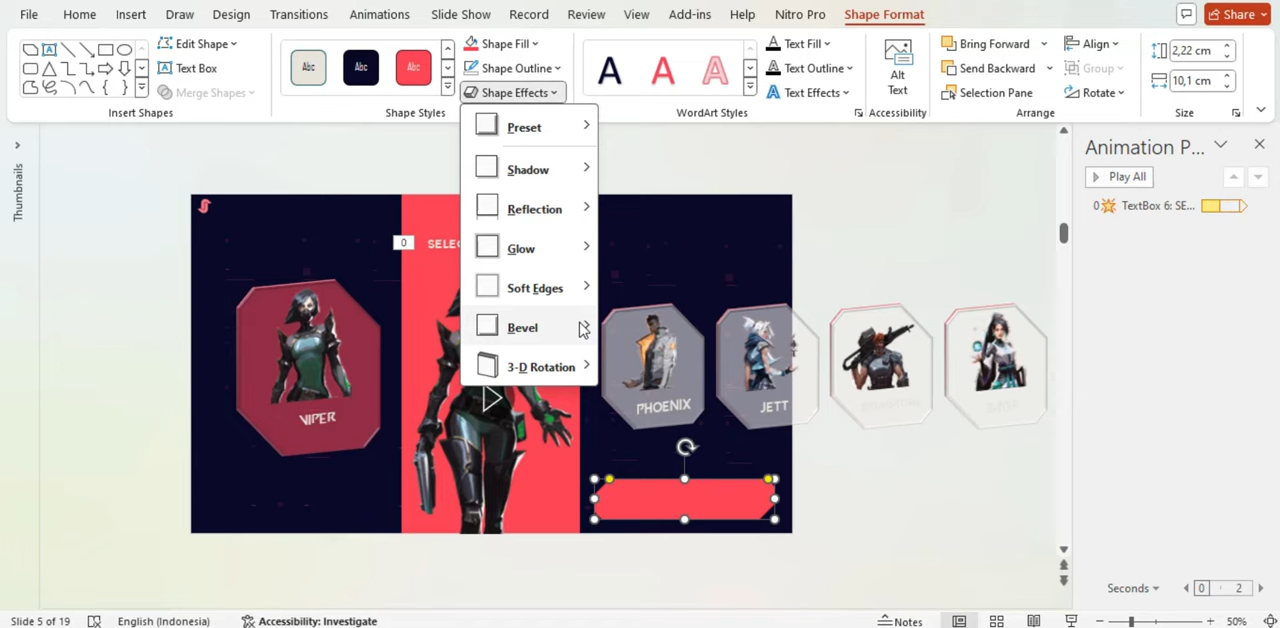 File Home Insert Draw Design Transitions Animations Slide Show Record Review View Add-ins Help Nitro Pro Shape Format Share
Edit Shape Text Box Merge Shapes
Insert Shapes
Abc Abc Abc
Shape Fill Shape Outline Shape Effects
Shape Styles
A A A
Text Fill Text Outline Text Effects
WordArt Styles
Alt Text
Accessibility
Bring Forward Send Backward Selection Pane
Align Group Rotate
Arrange
2,22 cm
10,1 cm
Size
Preset
Shadow
Reflection
Glow
Soft Edges
Bevel
3-D Rotation
Thumbnails
0
VIPER
PHOENIX
JETT
Animation P...
Play All
0 TextBox 6: SE...
Seconds 0 2
Slide 5 of 19 English (Indonesia) Accessibility: Investigate Notes 50%